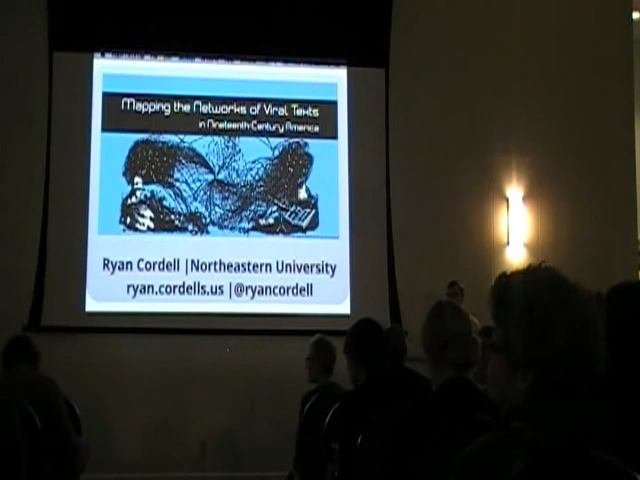 Mapping the Networks of Viral Texts
in Nineteenth-Century America
Ryan Cordell |Northeastern University
ryan.cordells.us |@ryancordell